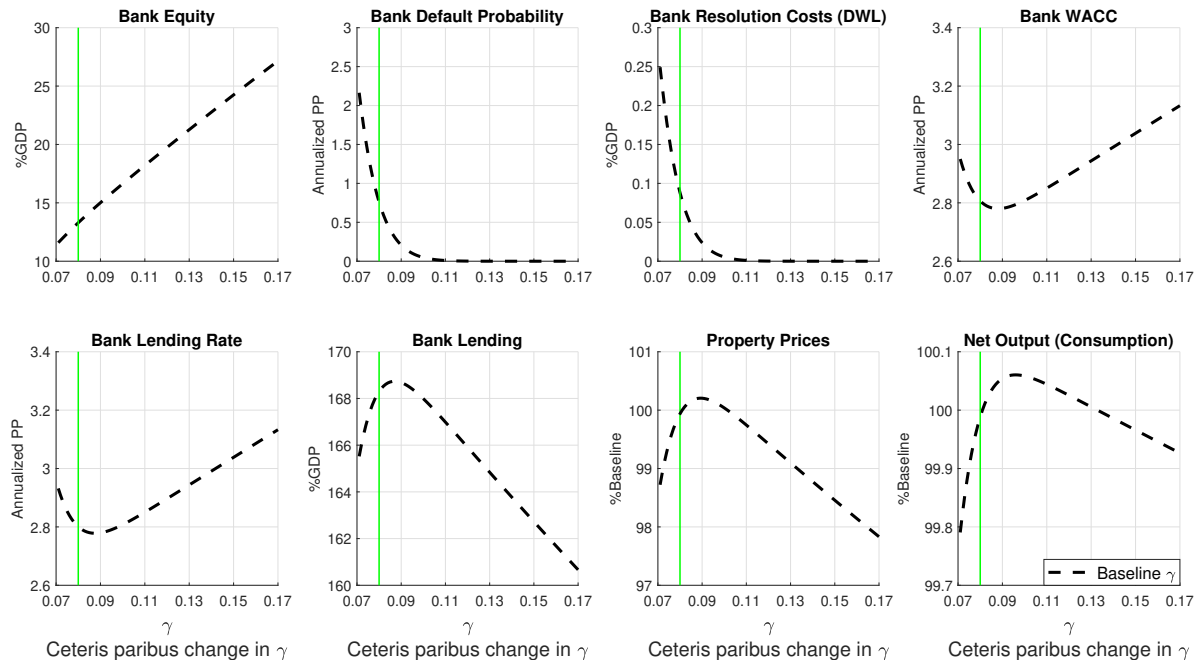 Bank Equity
%GDP
30
25
20
15
10
0.07 0.09 0.11 0.13 0.15 0.17
Bank Default Probability
Annualized PP
3
2.5
2
1.5
1
0.5
0
0.07 0.09 0.11 0.13 0.15 0.17
Bank Resolution Costs (DWL)
%GDP
0.3
0.25
0.2
0.15
0.1
0.05
0
0.07 0.09 0.11 0.13 0.15 0.17
Bank WACC
Annualized PP
3.4
3.2
3
2.8
2.6
0.07 0.09 0.11 0.13 0.15 0.17
Bank Lending Rate
Annualized PP
3.4
3.2
3
2.8
2.6
0.07 0.09 0.11 0.13 0.15 0.17
γ
Ceteris paribus change in γ
Bank Lending
%GDP
170
168
166
164
162
160
0.07 0.09 0.11 0.13 0.15 0.17
γ
Ceteris paribus change in γ
Property Prices
%Baseline
101
100
99
98
97
0.07 0.09 0.11 0.13 0.15 0.17
γ
Ceteris paribus change in γ
Net Output (Consumption)
%Baseline
100.1
100
99.9
99.8
99.7
0.07 0.09 0.11 0.13 0.15 0.17
Baseline γ
γ
Ceteris paribus change in γ